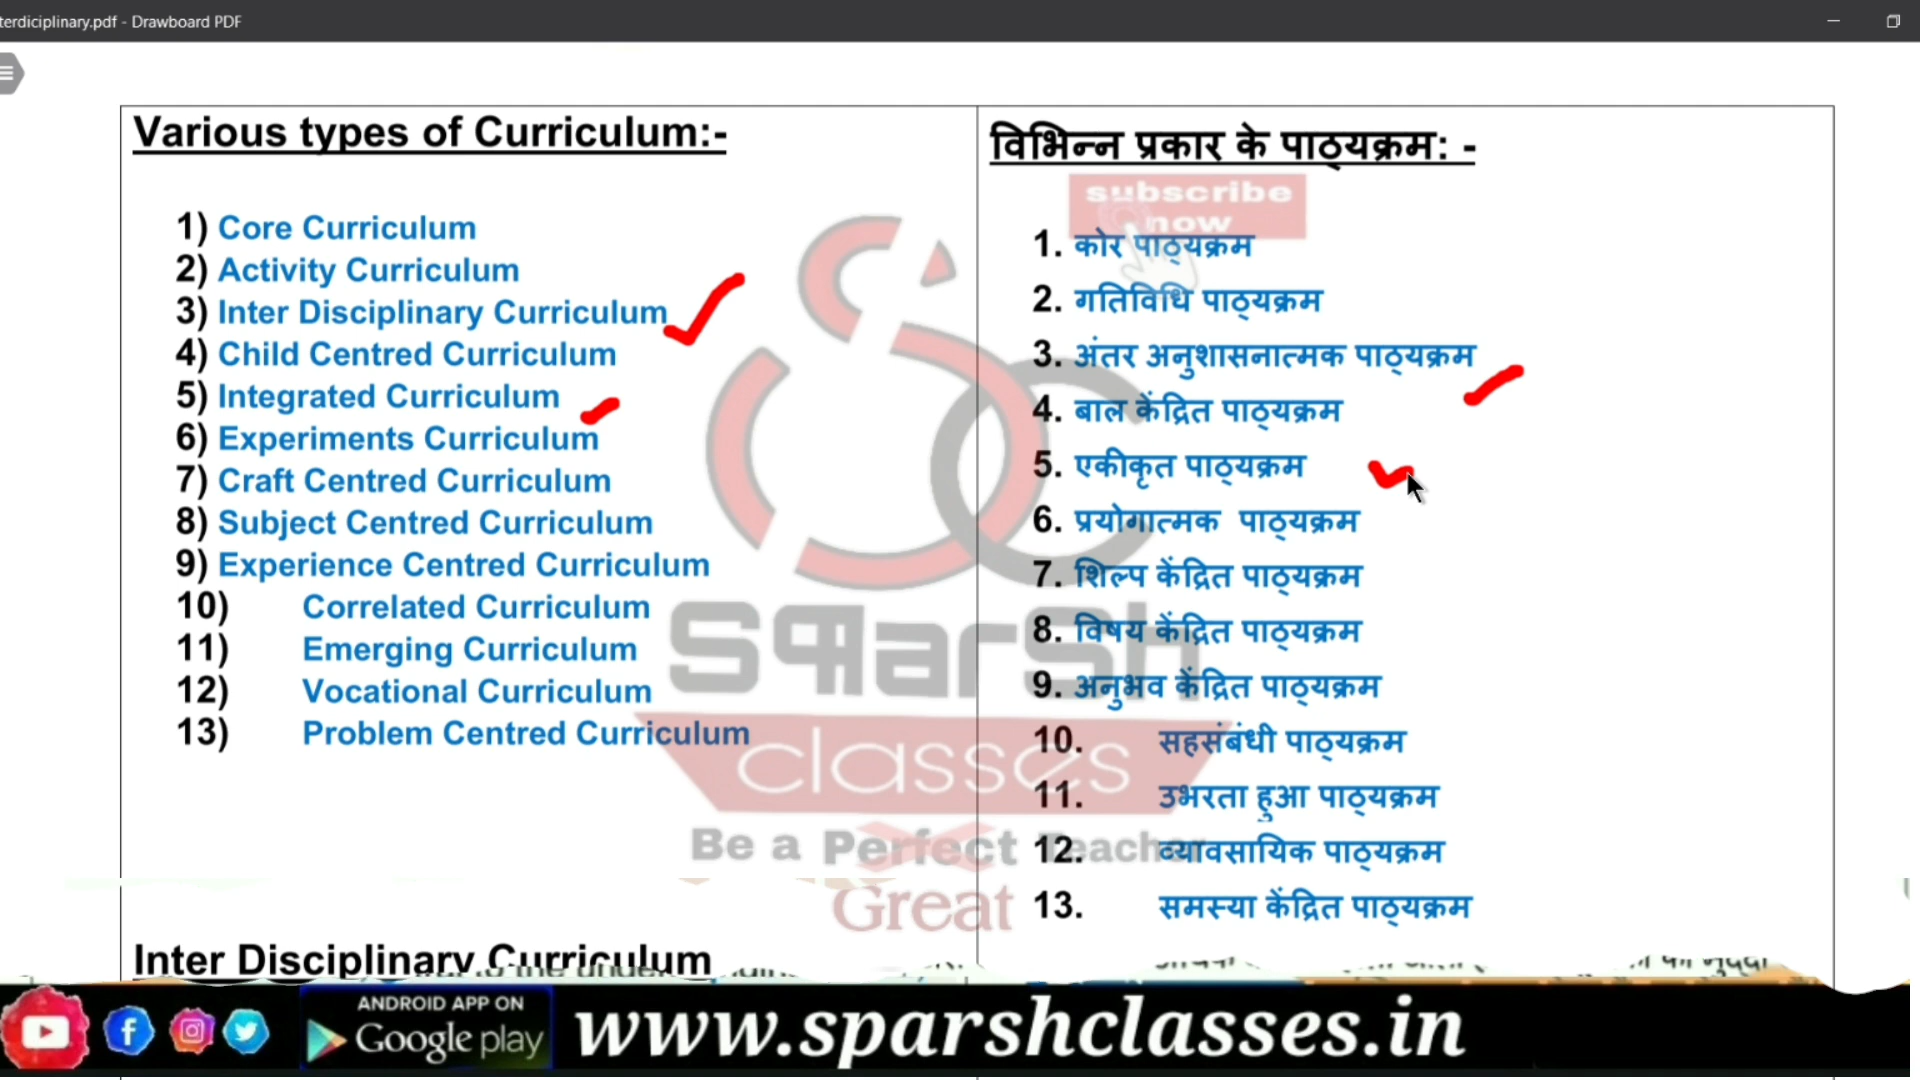 terdiciplinary.pdf - Drawboard PDF
Various types of Curriculum:-
1) Core Curriculum
2) Activity Curriculum
3) Inter Disciplinary Curriculum
4) Child Centred Curriculum
5) Integrated Curriculum
6) Experiments Curriculum
7) Craft Centred Curriculum
8) Subject Centred Curriculum
9) Experience Centred Curriculum
10) Correlated Curriculum
11) Emerging Curriculum
12) Vocational Curriculum
13) Problem Centred Curriculum
Inter Disciplinary Curriculum
विभिन्न प्रकार के पाठ्यक्रम: -
subscribe
now
1. कोर पाठ्यक्रम
2. गतिविधि पाठ्यक्रम
3. अंतर अनुशासनात्मक पाठ्यक्रम
4. बाल केंद्रित पाठ्यक्रम
5. एकीकृत पाठ्यक्रम
6. प्रयोगात्मक पाठ्यक्रम
7. शिल्प केंद्रित पाठ्यक्रम
8. विषय केंद्रित पाठ्यक्रम
9. अनुभव केंद्रित पाठ्यक्रम
10. सहसंबंधी पाठ्यक्रम
11. उभरता हुआ पाठ्यक्रम
12. व्यावसायिक पाठ्यक्रम
13. समस्या केंद्रित पाठ्यक्रम
Sपarsh
classes
Be a Perfect Teacher
Great
ANDROID APP ON
Google play
www.sparshclasses.in